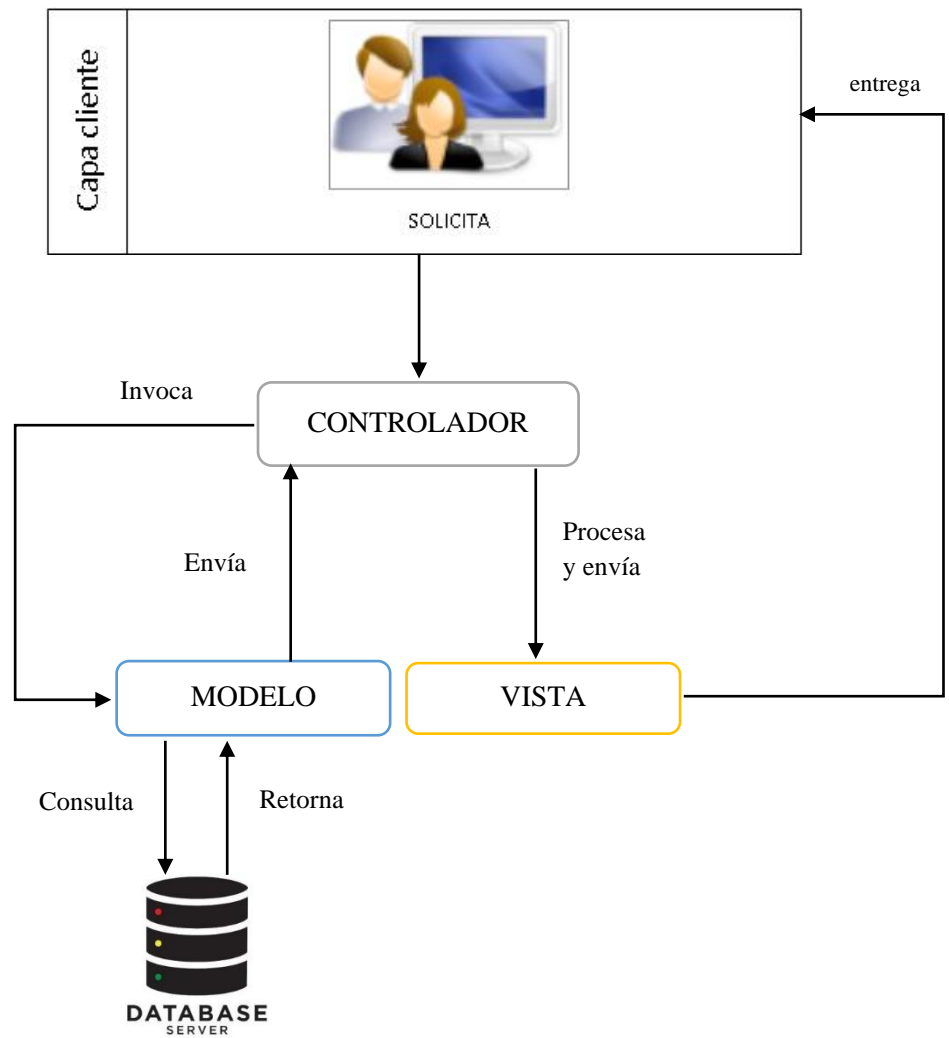 Capa cliente
entrega
SOLICITA
Invoca
CONTROLADOR
Procesa
y envía
Envía
MODELO
VISTA
Consulta
Retorna
DATABASE
SERVER